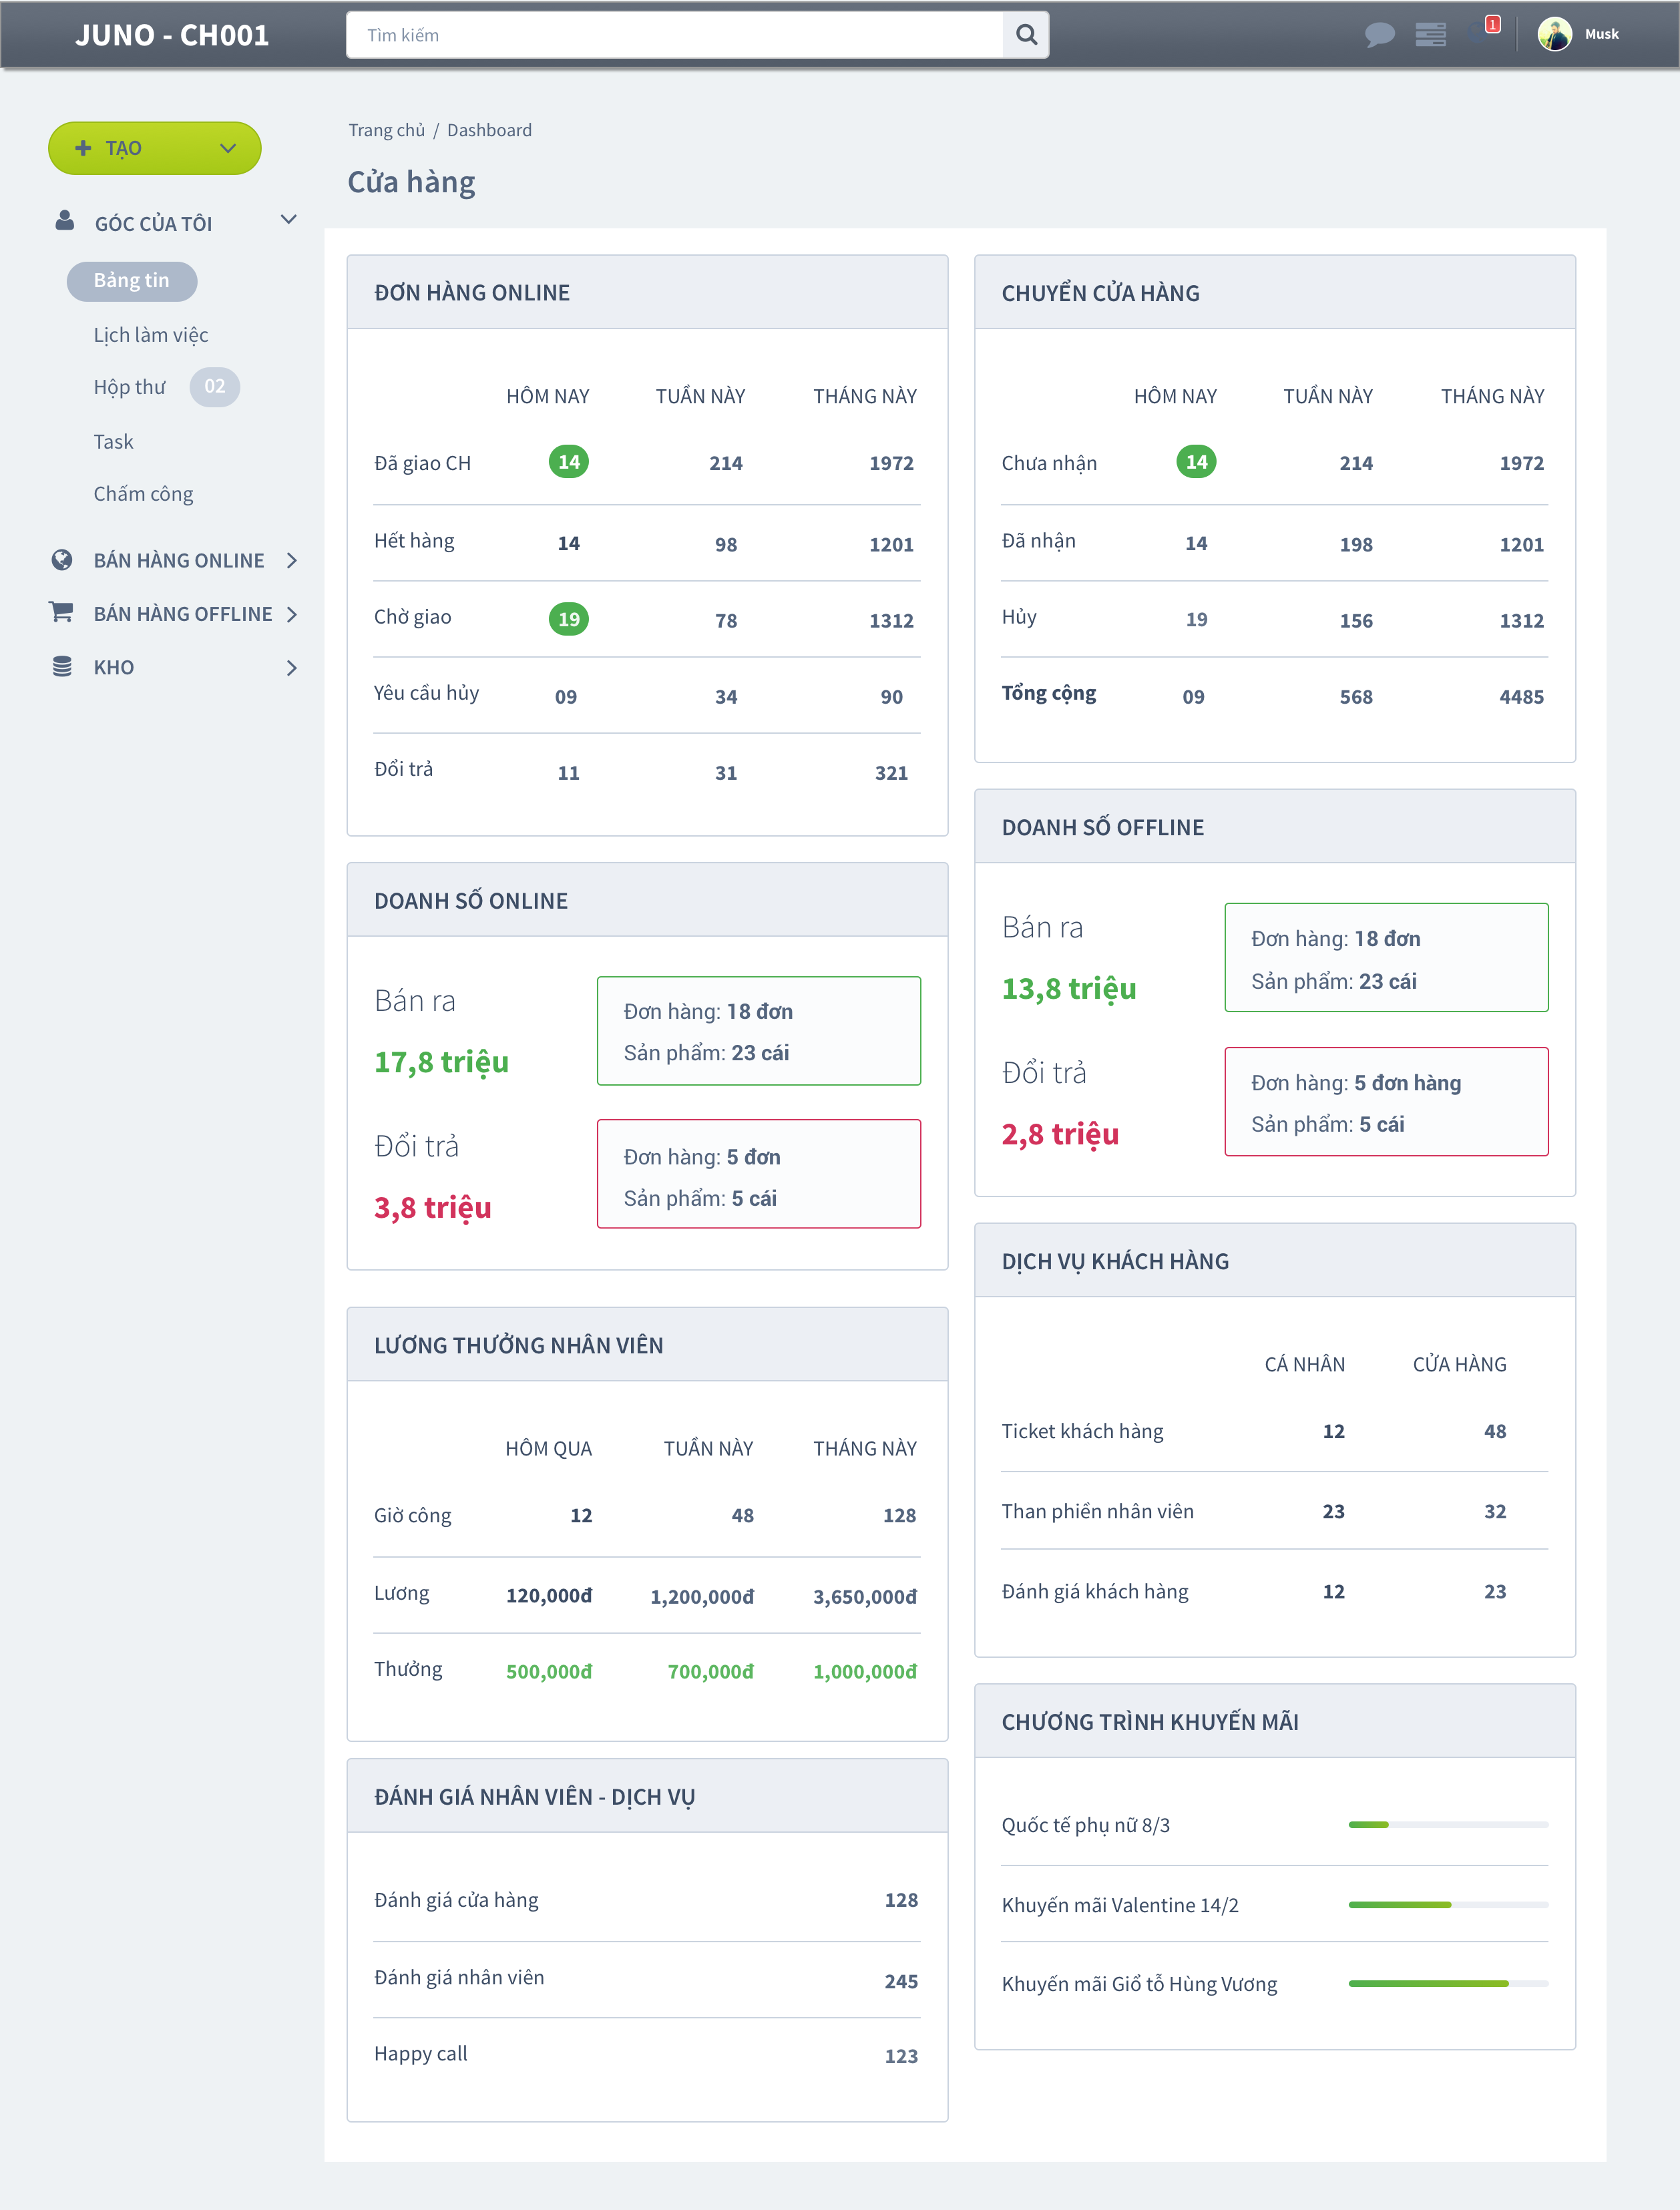 JUNO - CH001
Tìm kiếm
1
Musk
TẠO
GÓC CỦA TÔI
Bảng tin
Lịch làm việc
Hộp thư 02
Task
Chấm công
BÁN HÀNG ONLINE
BÁN HÀNG OFFLINE
KHO
Trang chủ / Dashboard
Cửa hàng
ĐƠN HÀNG ONLINE
HÔM NAY TUẦN NÀY THÁNG NÀY
Đã giao CH 14 214 1972
Hết hàng 14 98 1201
Chờ giao 19 78 1312
Yêu cầu hủy 09 34 90
Đổi trả 11 31 321
DOANH SỐ ONLINE
Bán ra
17,8 triệu
Đơn hàng: 18 đơn
Sản phẩm: 23 cái
Đổi trả
3,8 triệu
Đơn hàng: 5 đơn
Sản phẩm: 5 cái
LƯƠNG THƯỞNG NHÂN VIÊN
HÔM QUA TUẦN NÀY THÁNG NÀY
Giờ công 12 48 128
Lương 120,000đ 1,200,000đ 3,650,000đ
Thưởng 500,000đ 700,000đ 1,000,000đ
ĐÁNH GIÁ NHÂN VIÊN - DỊCH VỤ
Đánh giá cửa hàng 128
Đánh giá nhân viên 245
Happy call 123
CHUYỂN CỬA HÀNG
HÔM NAY TUẦN NÀY THÁNG NÀY
Chưa nhận 14 214 1972
Đã nhận 14 198 1201
Hủy 19 156 1312
Tổng cộng 09 568 4485
DOANH SỐ OFFLINE
Bán ra
13,8 triệu
Đơn hàng: 18 đơn
Sản phẩm: 23 cái
Đổi trả
2,8 triệu
Đơn hàng: 5 đơn hàng
Sản phẩm: 5 cái
DỊCH VỤ KHÁCH HÀNG
CÁ NHÂN CỬA HÀNG
Ticket khách hàng 12 48
Than phiền nhân viên 23 32
Đánh giá khách hàng 12 23
CHƯƠNG TRÌNH KHUYẾN MÃI
Quốc tế phụ nữ 8/3
Khuyến mãi Valentine 14/2
Khuyến mãi Giổ tỗ Hùng Vương